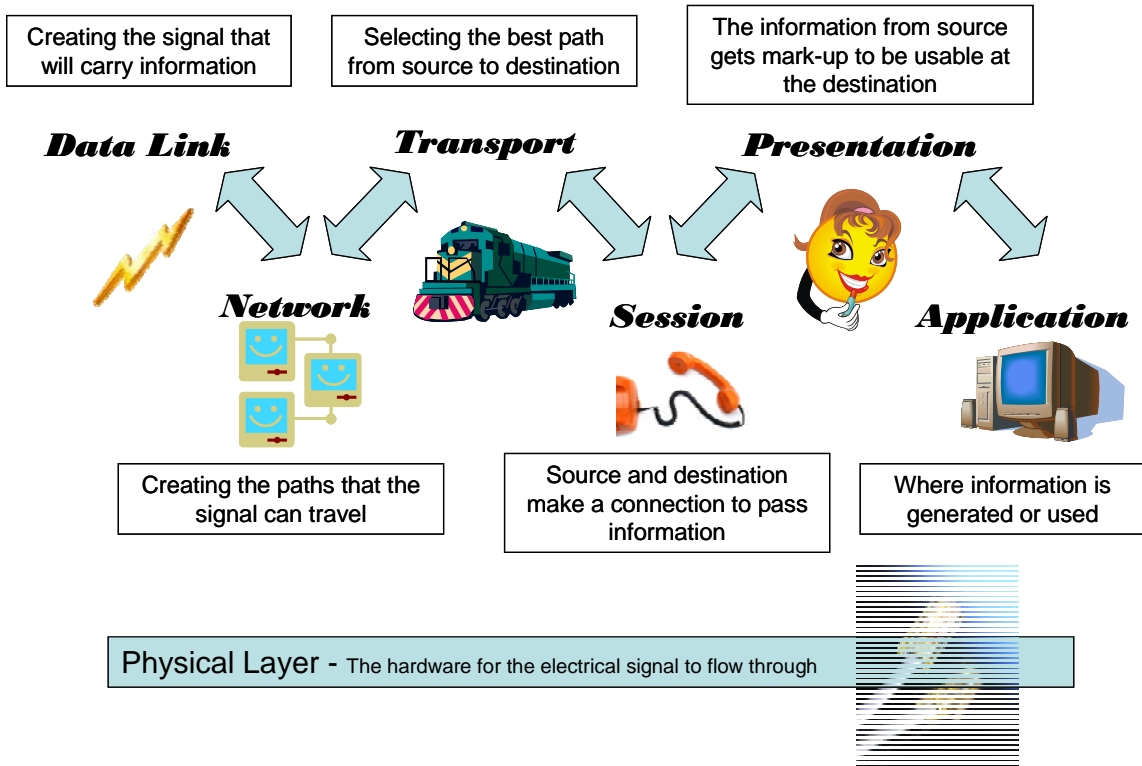 Creating the signal that
will carry information
Selecting the best path
from source to destination
The information from source
gets mark-up to be usable at
the destination
Data Link
Transport
Presentation
Network
Session
Application
Creating the paths that the
signal can travel
Source and destination
make a connection to pass
information
Where information is
generated or used
Physical Layer - The hardware for the electrical signal to flow through